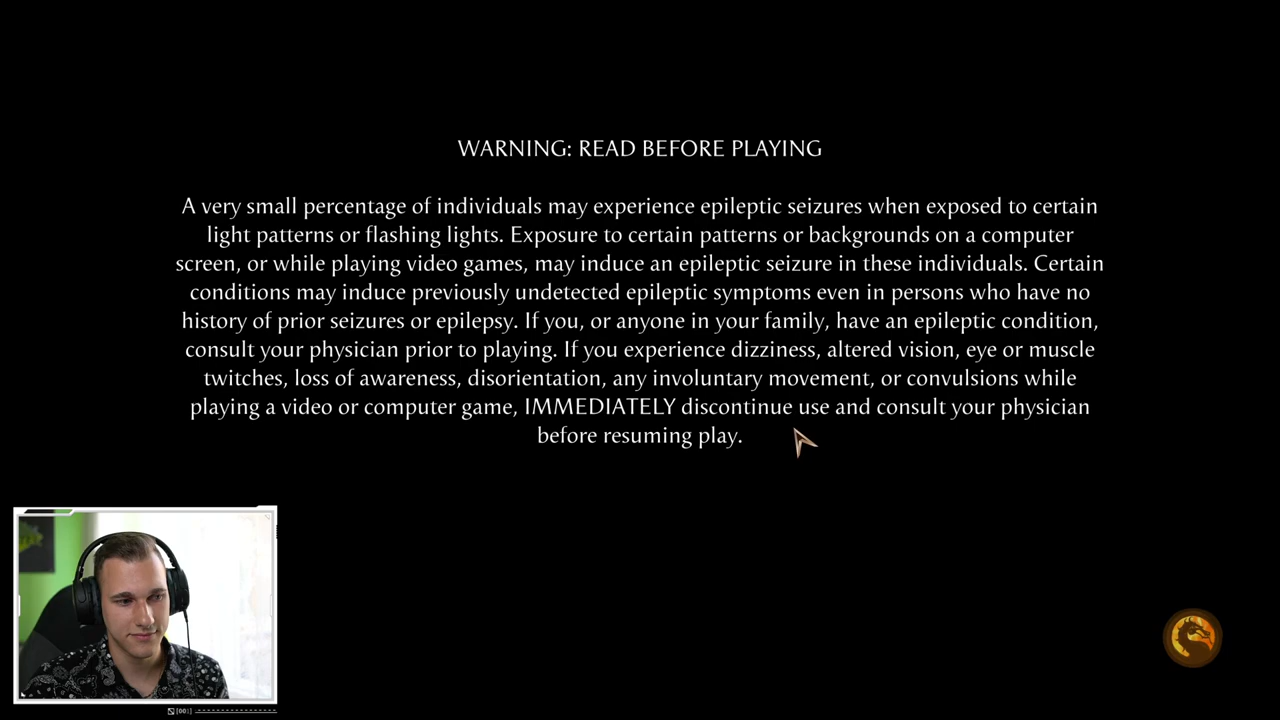 WARNING: READ BEFORE PLAYING
A very small percentage of individuals may experience epileptic seizures when exposed to certain
light patterns or flashing lights. Exposure to certain patterns or backgrounds on a computer
screen, or while playing video games, may induce an epileptic seizure in these individuals. Certain
conditions may induce previously undetected epileptic symptoms even in persons who have no
history of prior seizures or epilepsy. If you, or anyone in your family, have an epileptic condition,
consult your physician prior to playing. If you experience dizziness, altered vision, eye or muscle
twitches, loss of awareness, disorientation, any involuntary movement, or convulsions while
playing a video or computer game, IMMEDIATELY discontinue use and consult your physician
before resuming play.
[00]